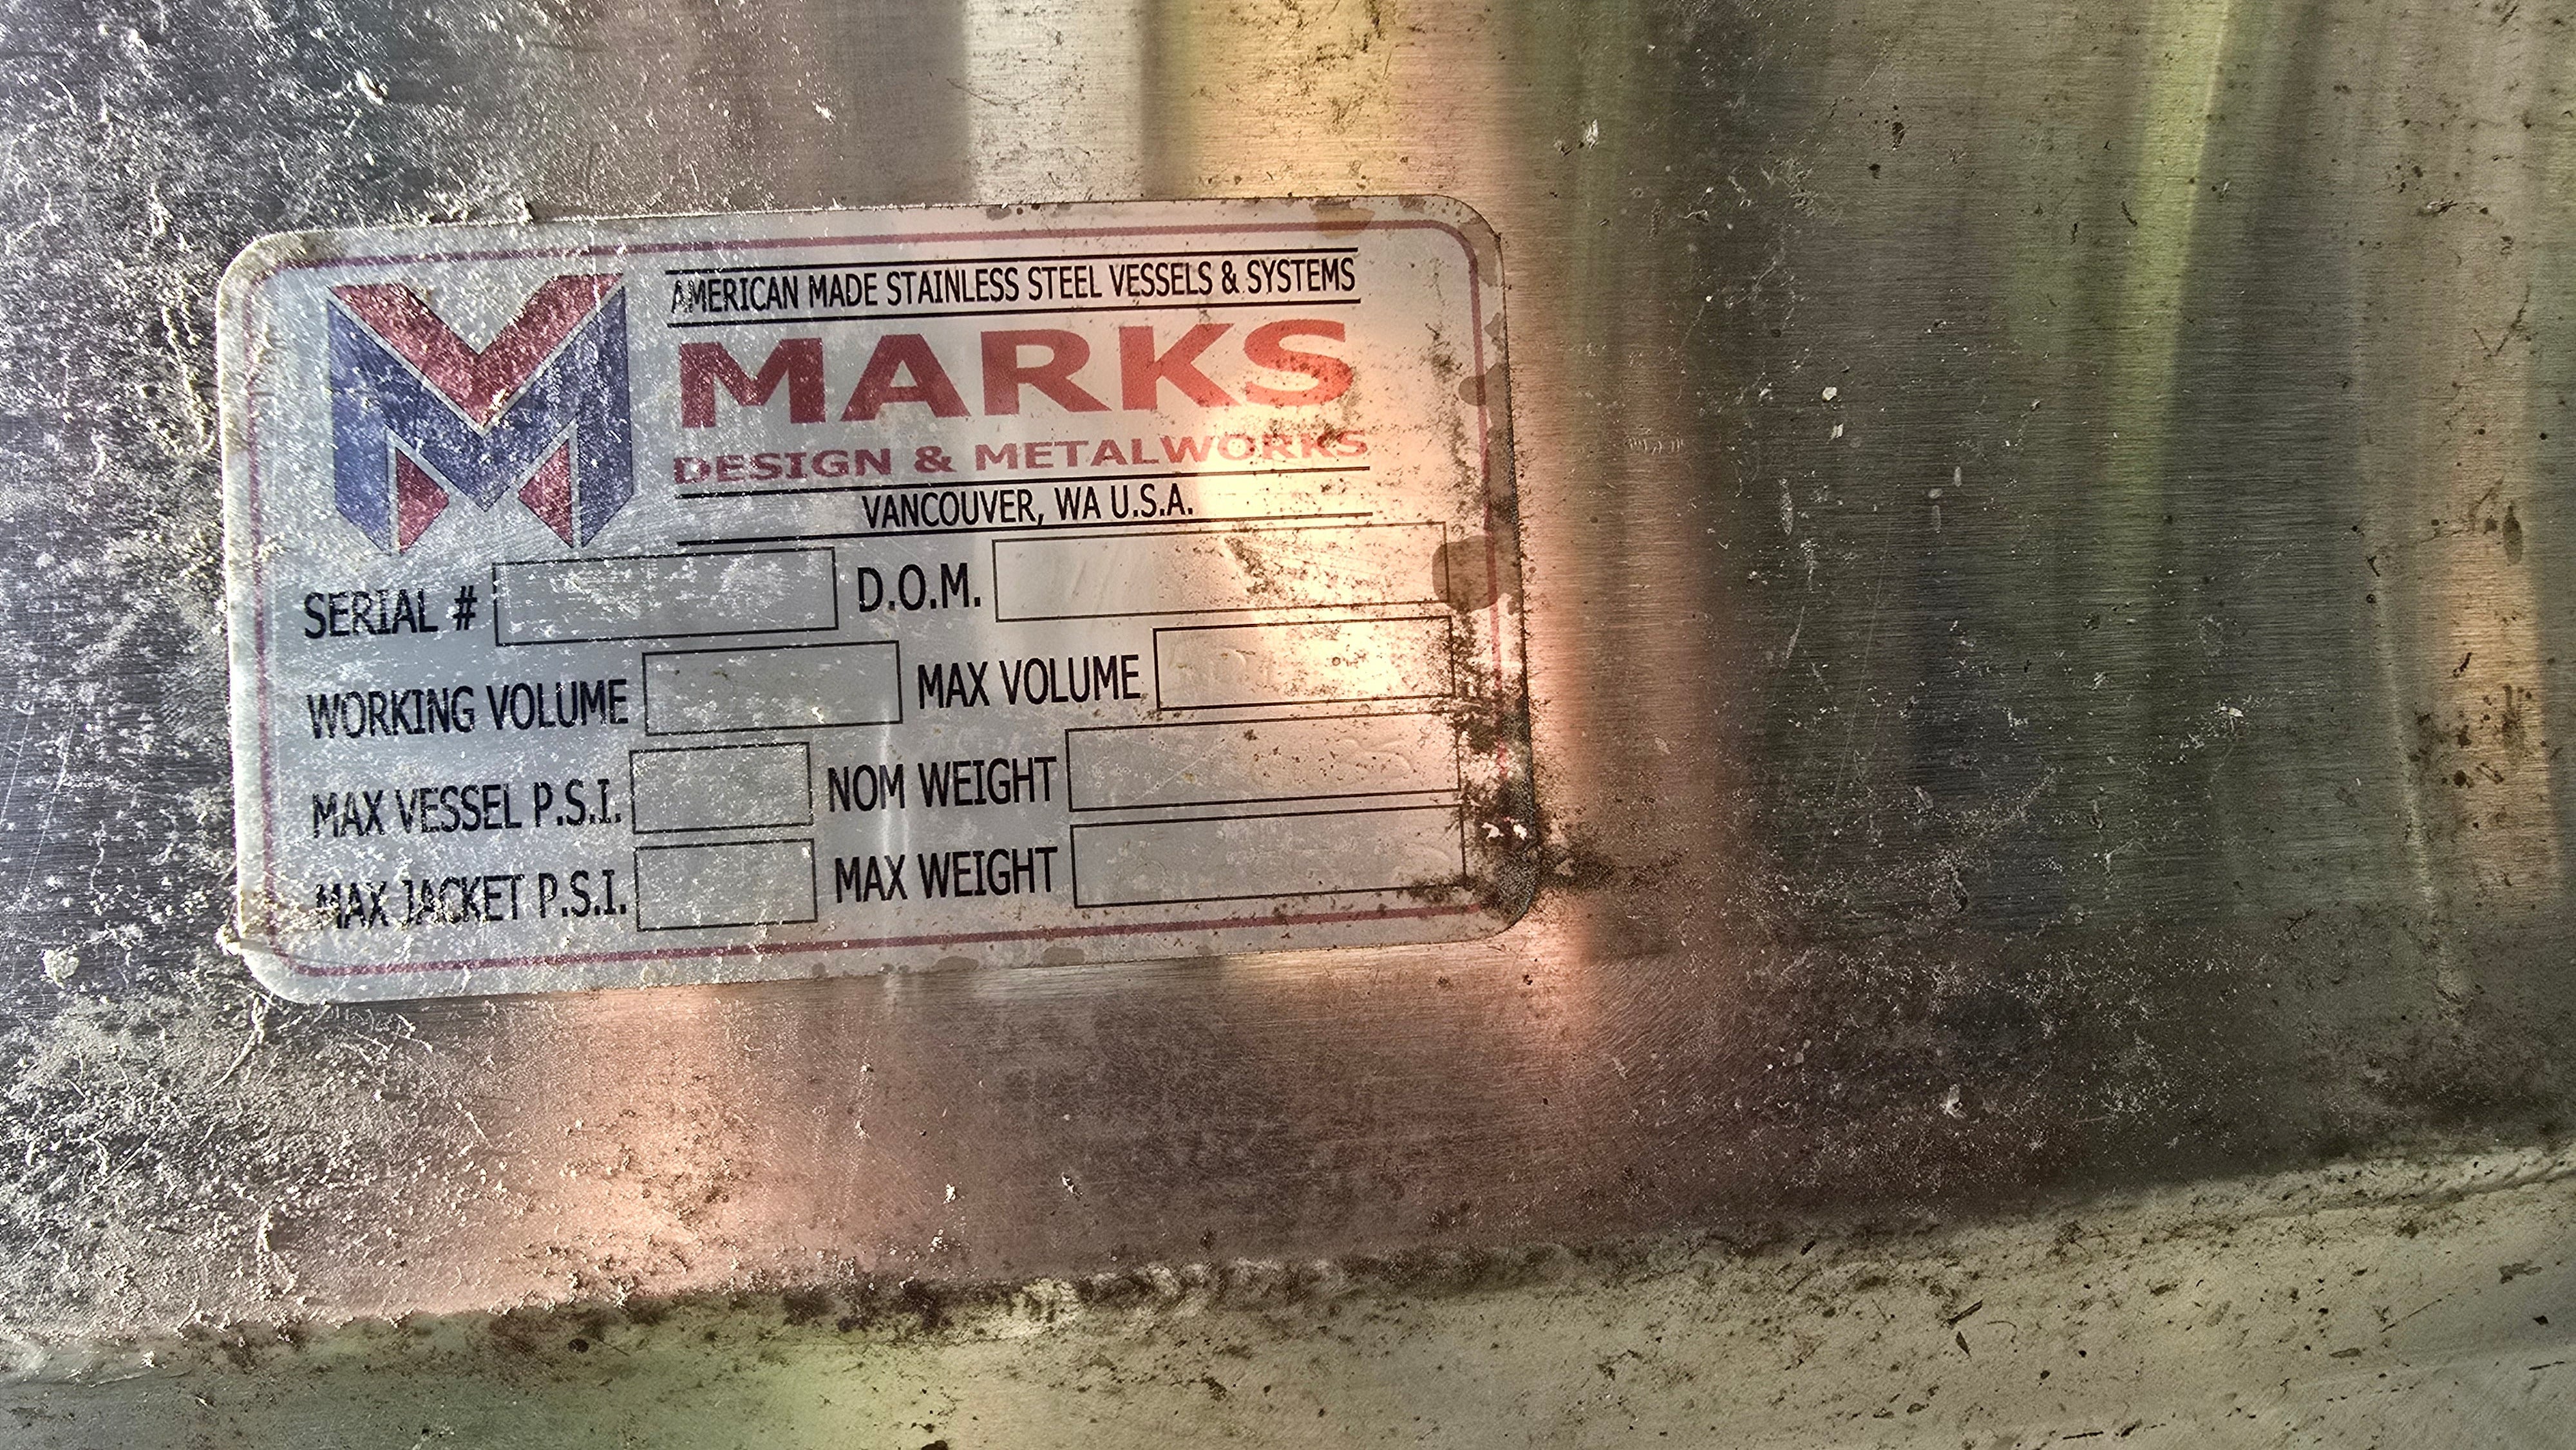 AMERICAN MADE STAINLESS STEEL VESSELS & SYSTEMS
MARKS
DESIGN & METALWORKS
VANCOUVER, WA U.S.A.
SERIAL # D.O.M.
WORKING VOLUME MAX VOLUME
MAX VESSEL P.S.I. NOM WEIGHT
MAX JACKET P.S.I. MAX WEIGHT